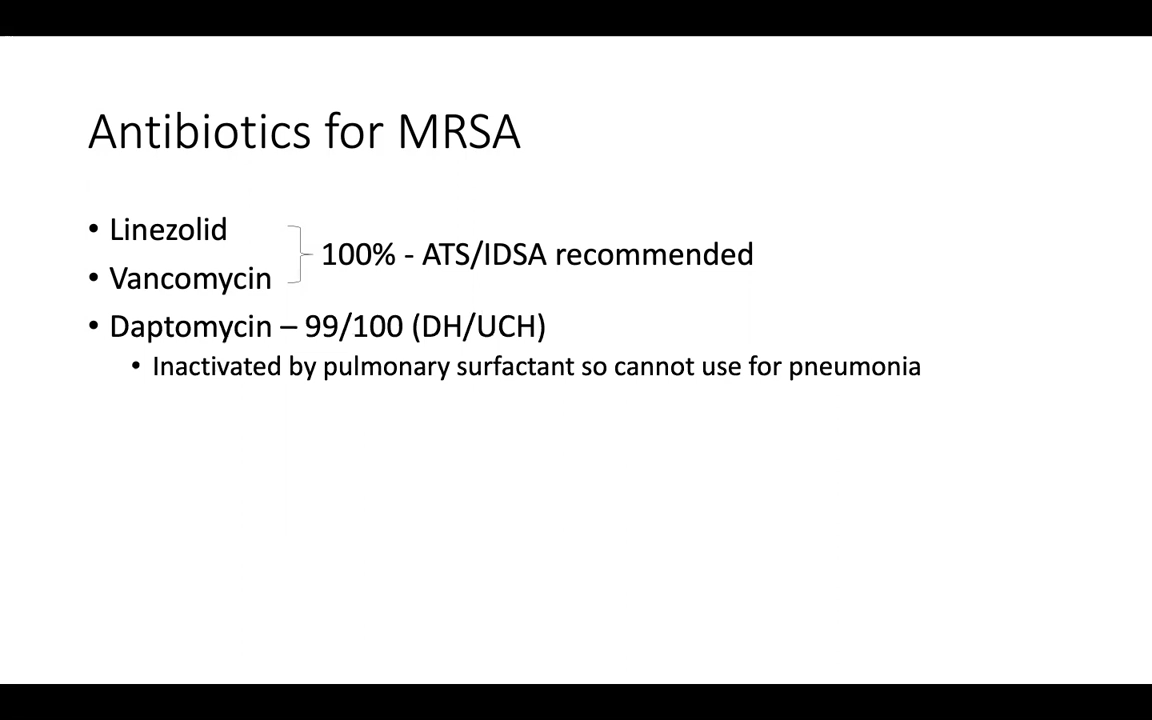 Antibiotics for MRSA
• Linezolid
• Vancomycin
100% - ATS/IDSA recommended
• Daptomycin – 99/100 (DH/UCH)
• Inactivated by pulmonary surfactant so cannot use for pneumonia